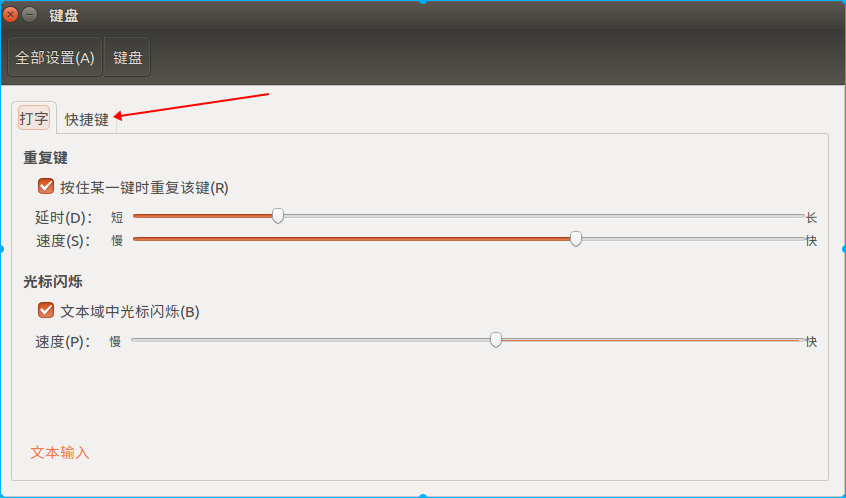 键盘
全部设置(A) 键盘
打字 快捷键
重复键
按住某一键时重复该键(R)
延时(D)： 短 长
速度(S)： 慢 快
光标闪烁
文本域中光标闪烁(B)
速度(P)： 慢 快
文本输入